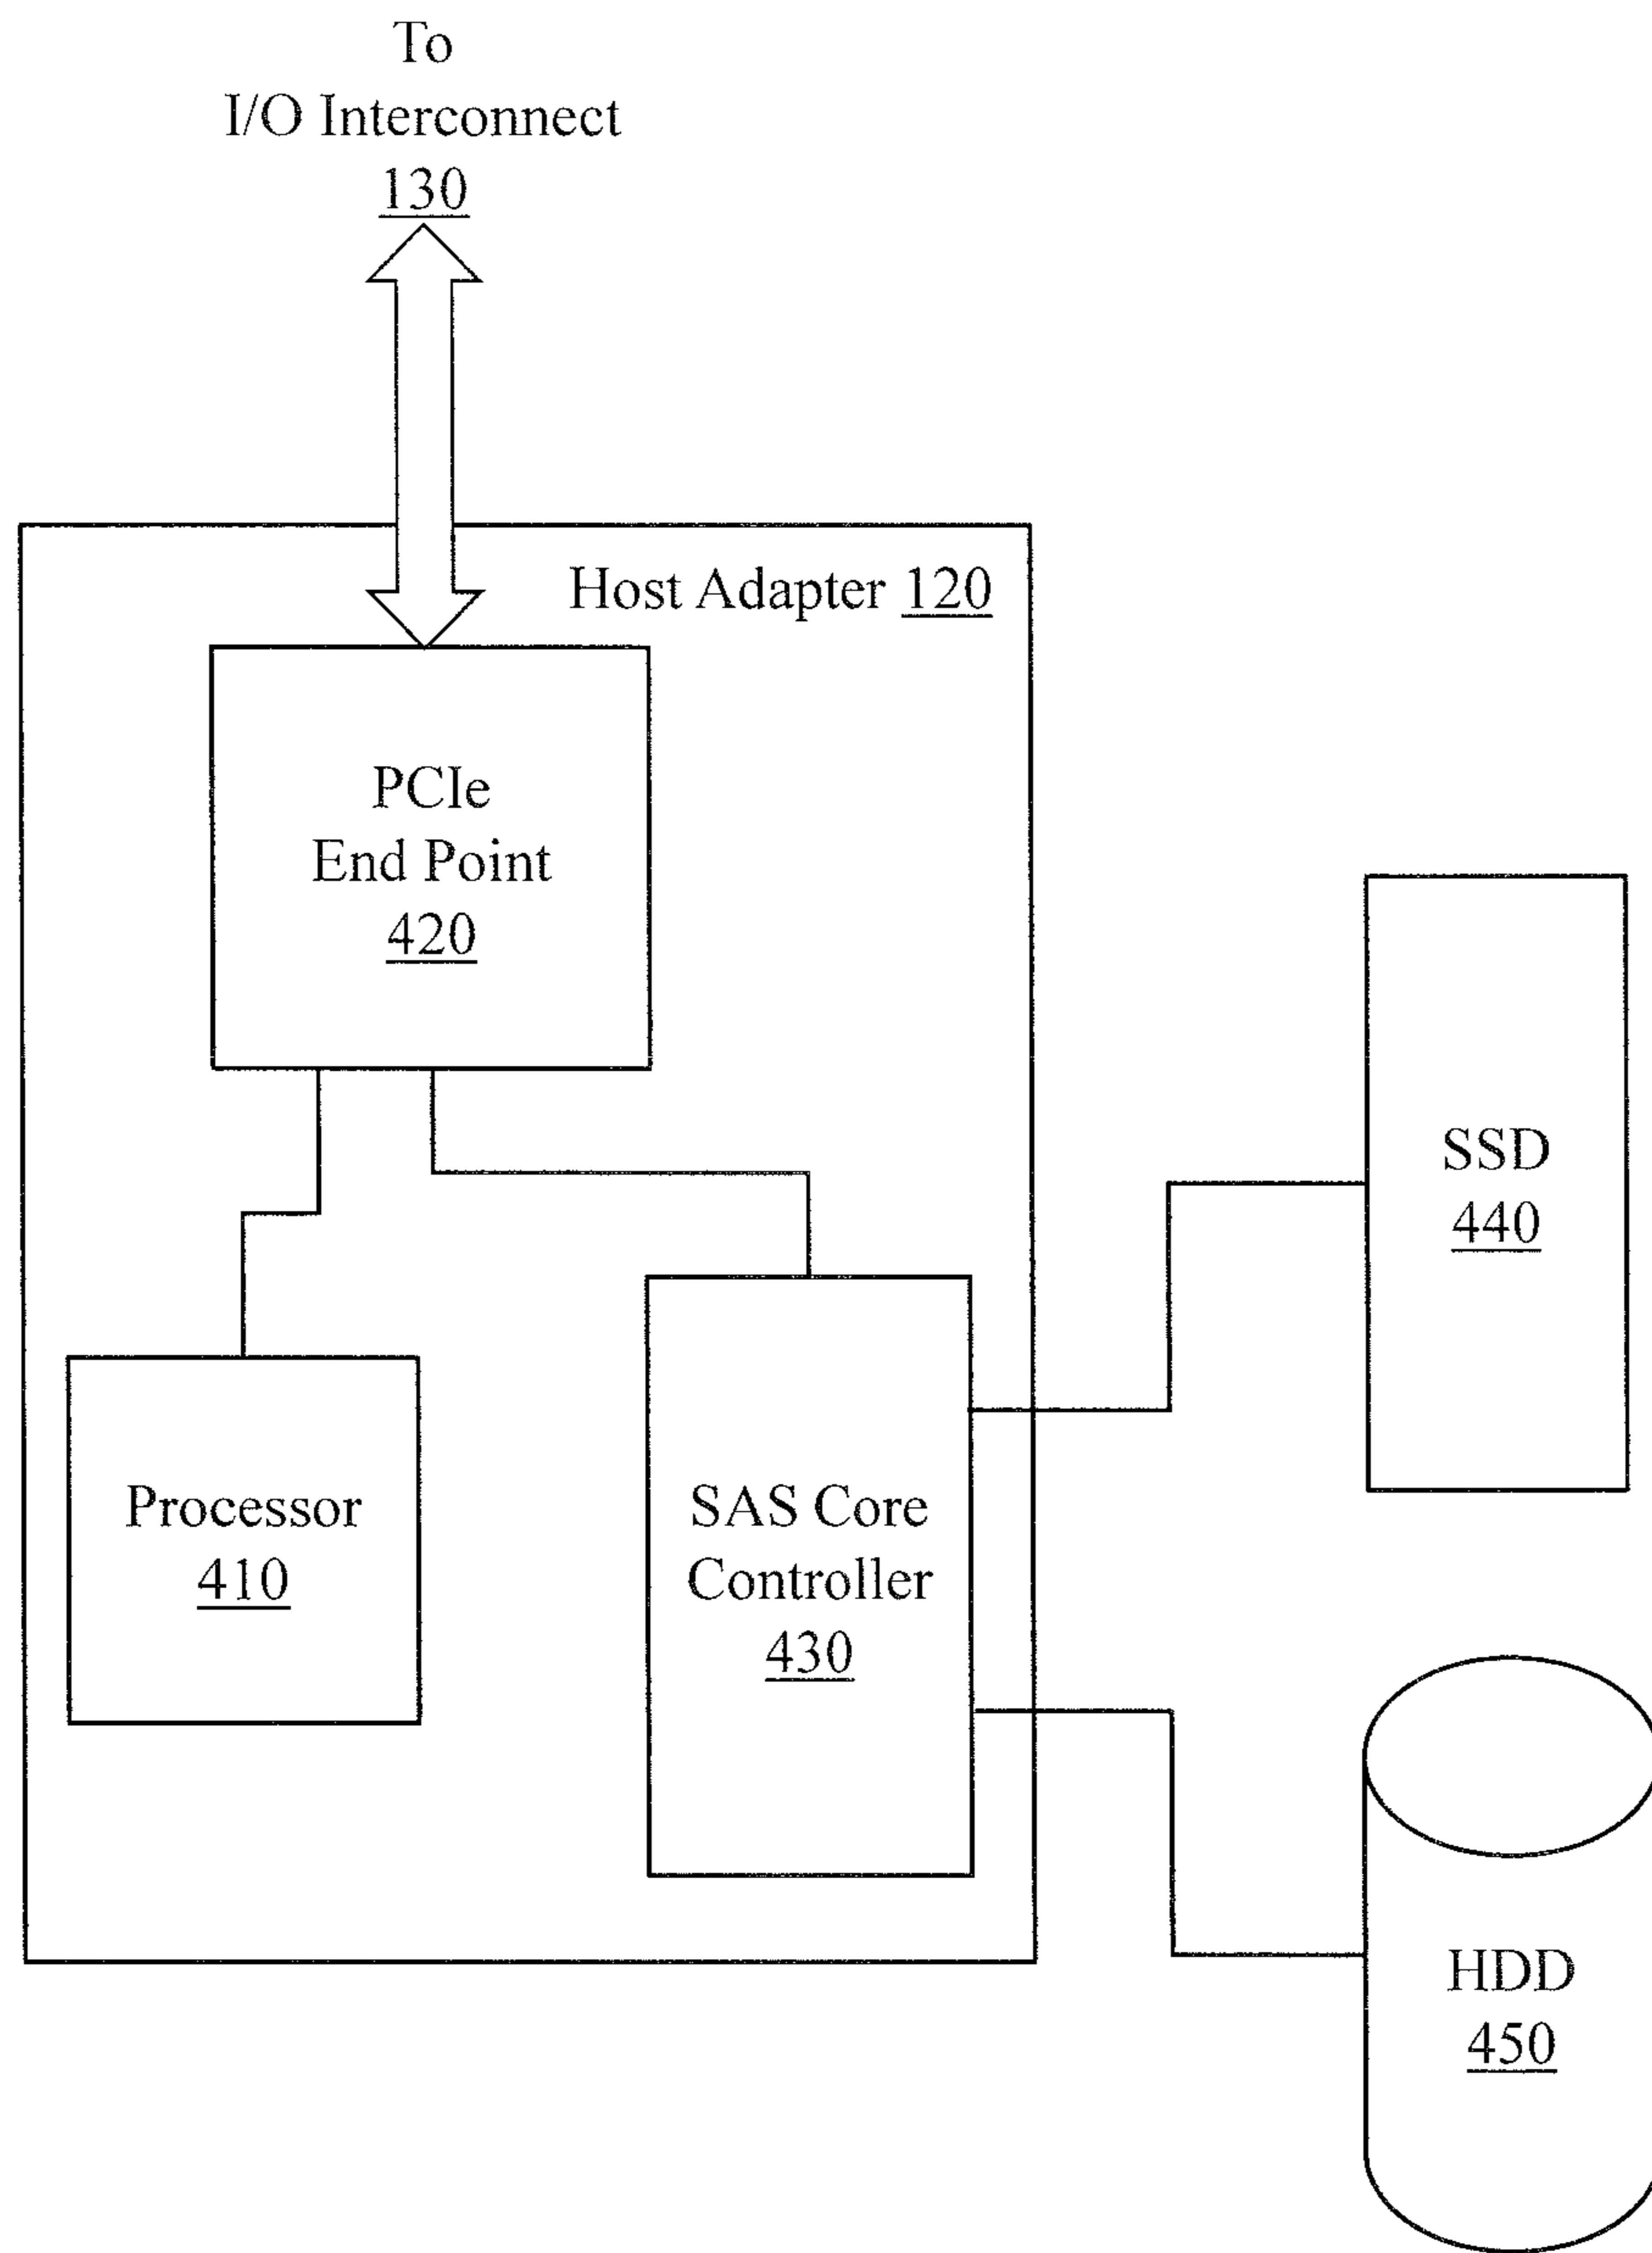 To
I/O Interconnect
130
Host Adapter 120
PCIe
End Point
420
SSD
440
Processor
410
SAS Core
Controller
430
HDD
450